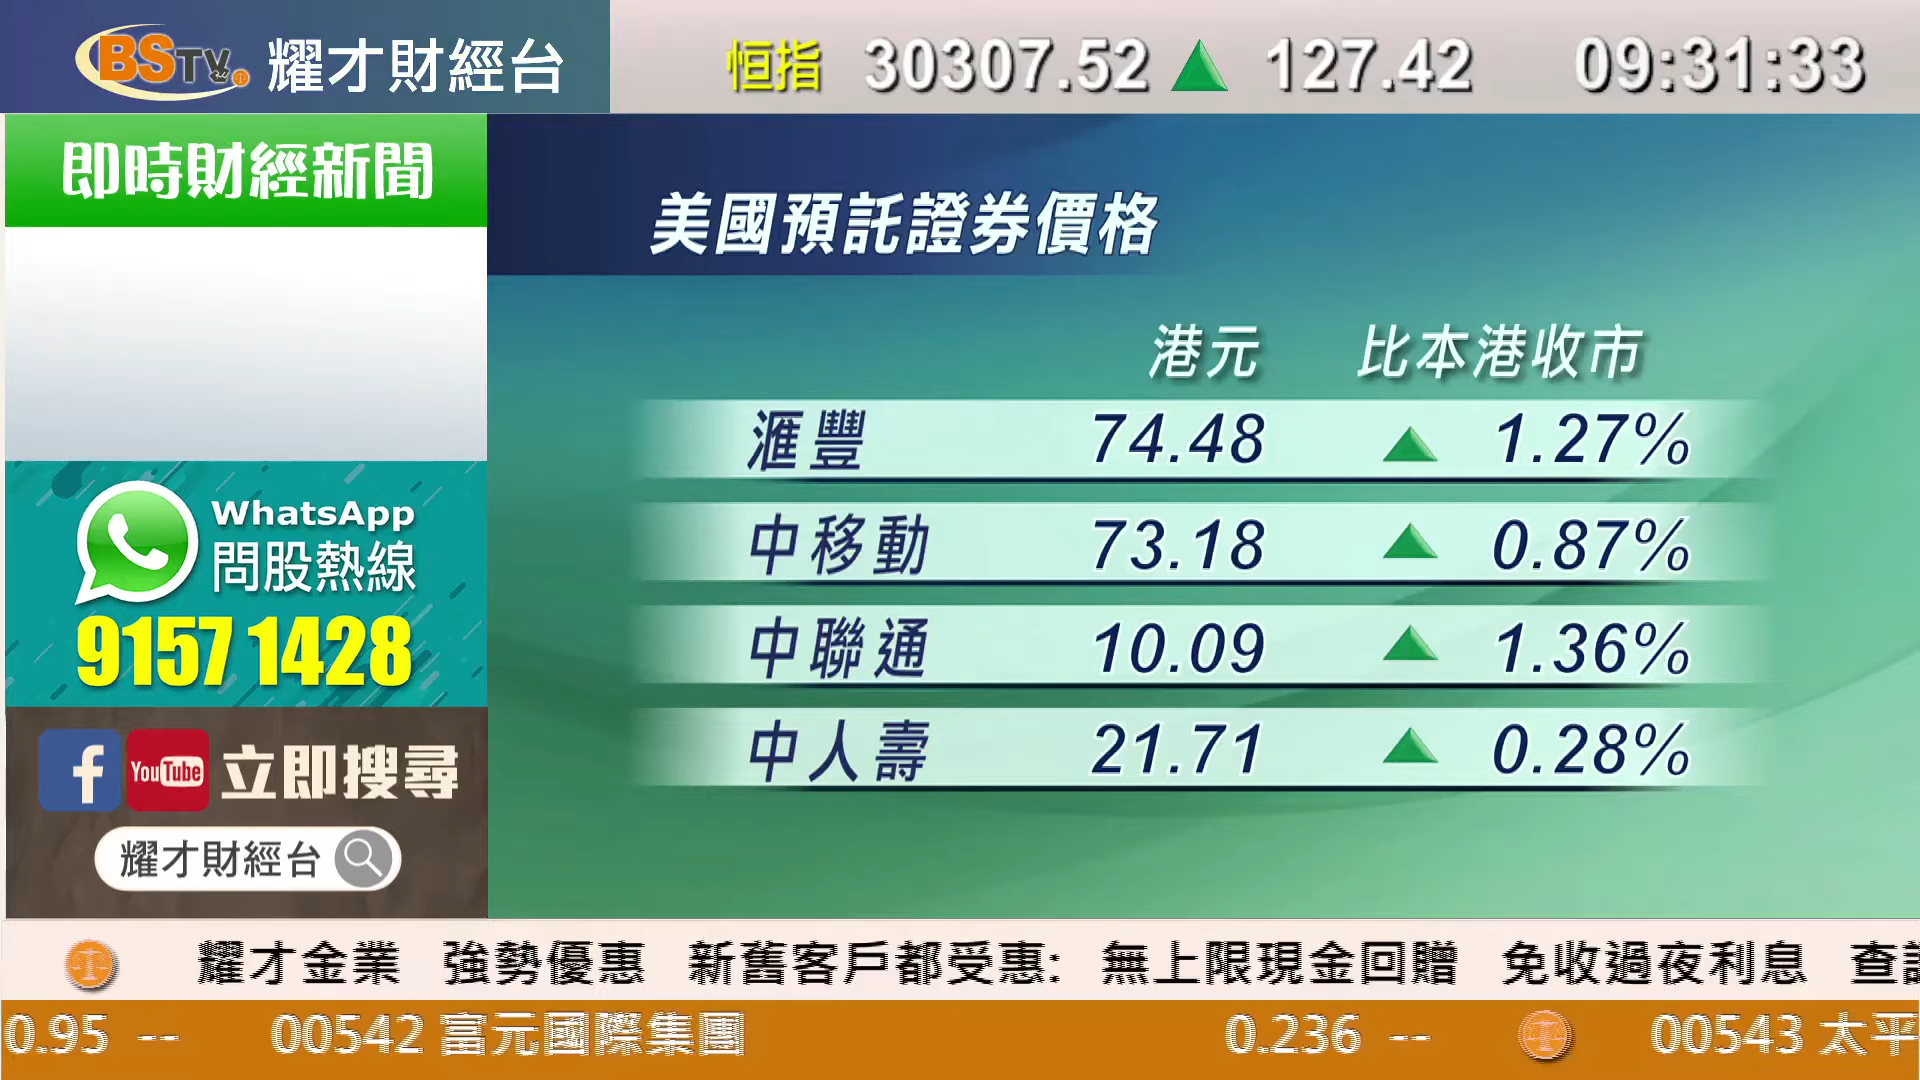 BSTV 耀才財經台
恒指 30307.52 ▲ 127.42 09:31:33
即時財經新聞
美國預託證券價格
港元 比本港收市
滙豐 74.48 ▲ 1.27%
中移動 73.18 ▲ 0.87%
中聯通 10.09 ▲ 1.36%
中人壽 21.71 ▲ 0.28%
WhatsApp
問股熱線
9157 1428
f YouTube 立即搜尋
耀才財經台
耀才金業 強勢優惠 新舊客戶都受惠: 無上限現金回贈 免收過夜利息 查
0.95 -- 00542 富元國際集團 0.236 -- 00543 太平